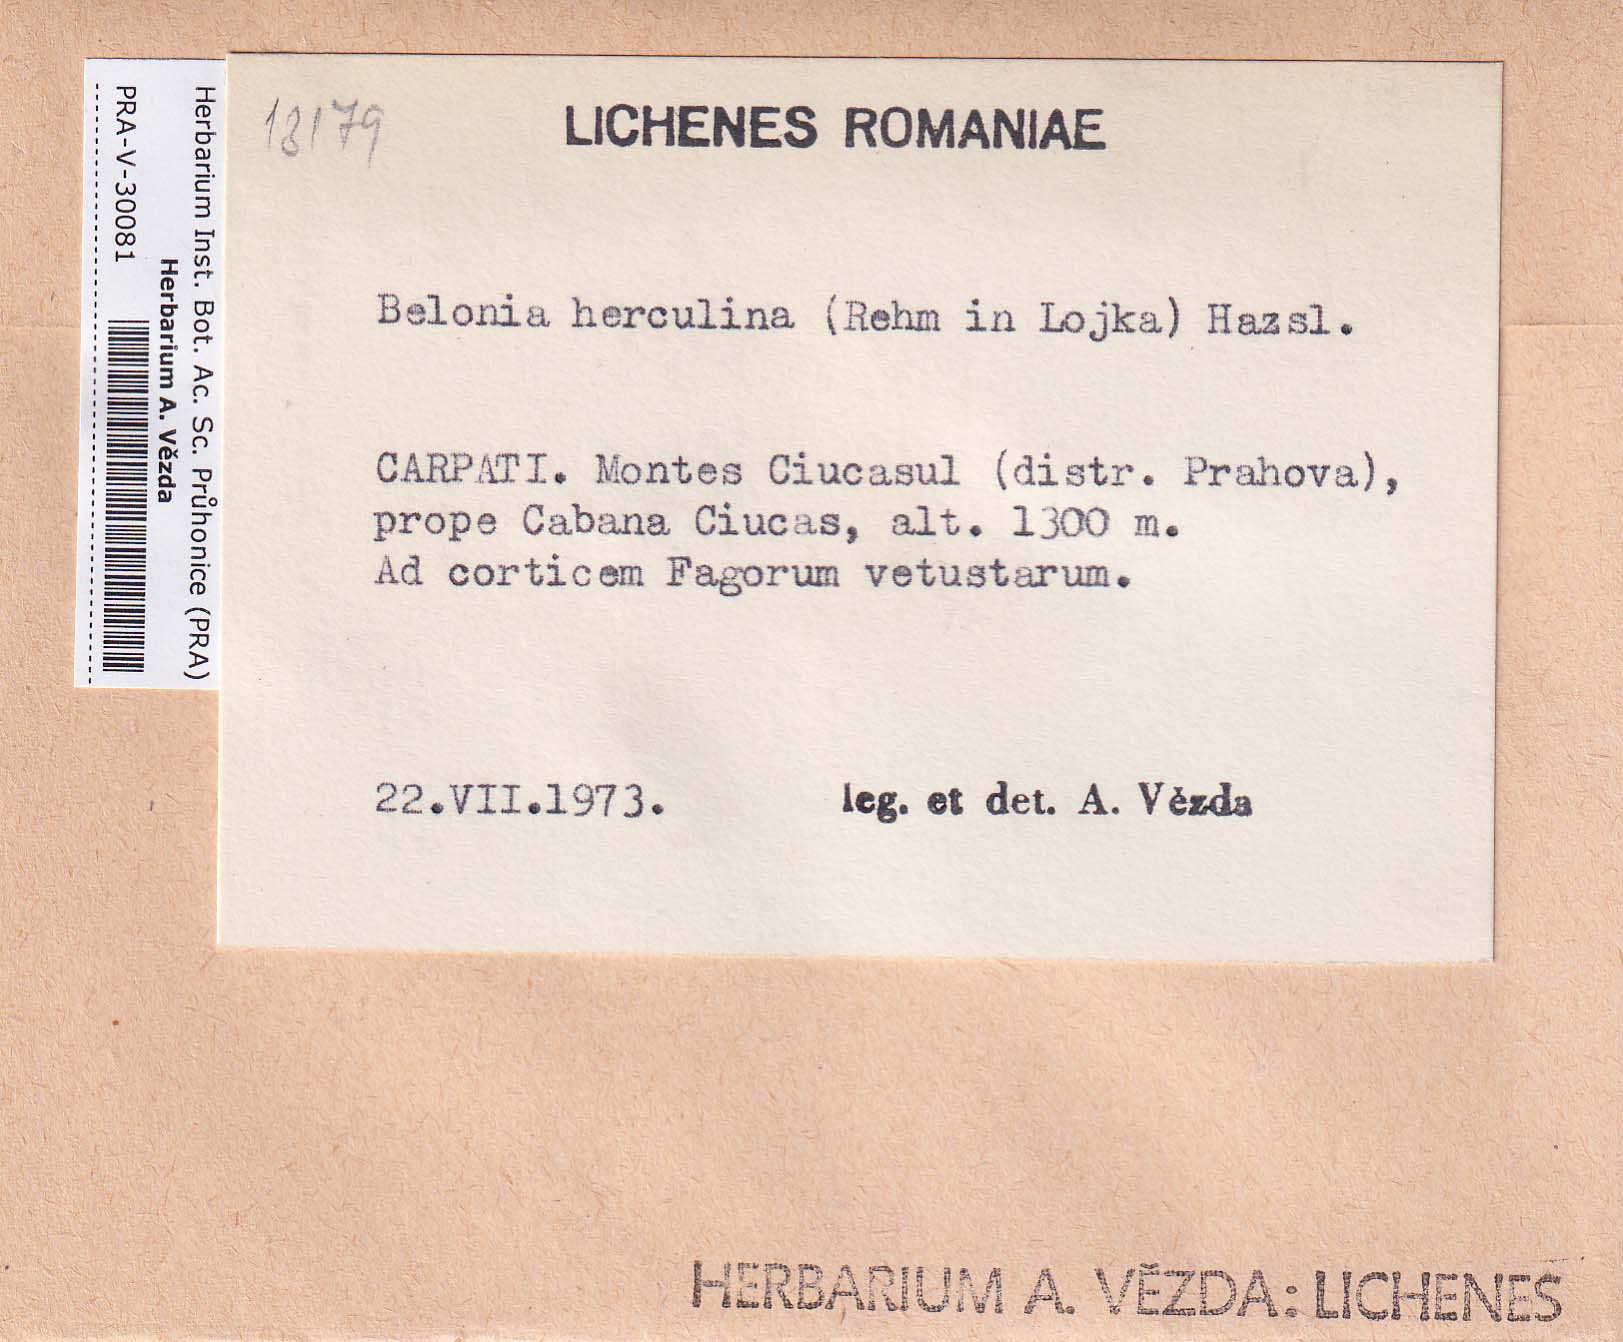 Herbarium Inst. Bot. Ac. Sc. Průhonice (PRA)
Herbarium A. Vězda
PRA-V-30081
18179
LICHENES ROMANIAE
Belonia herculina (Rehm in Lojka) Hazsl.
CARPATI. Montes Ciucasul (distr. Prahova),
prope Cabana Ciucas, alt. 1300 m.
Ad corticem Fagorum vetustarum.
22.VII.1973.
leg. et det. A. Vězda
HERBARIUM A. VĚZDA: LICHENES